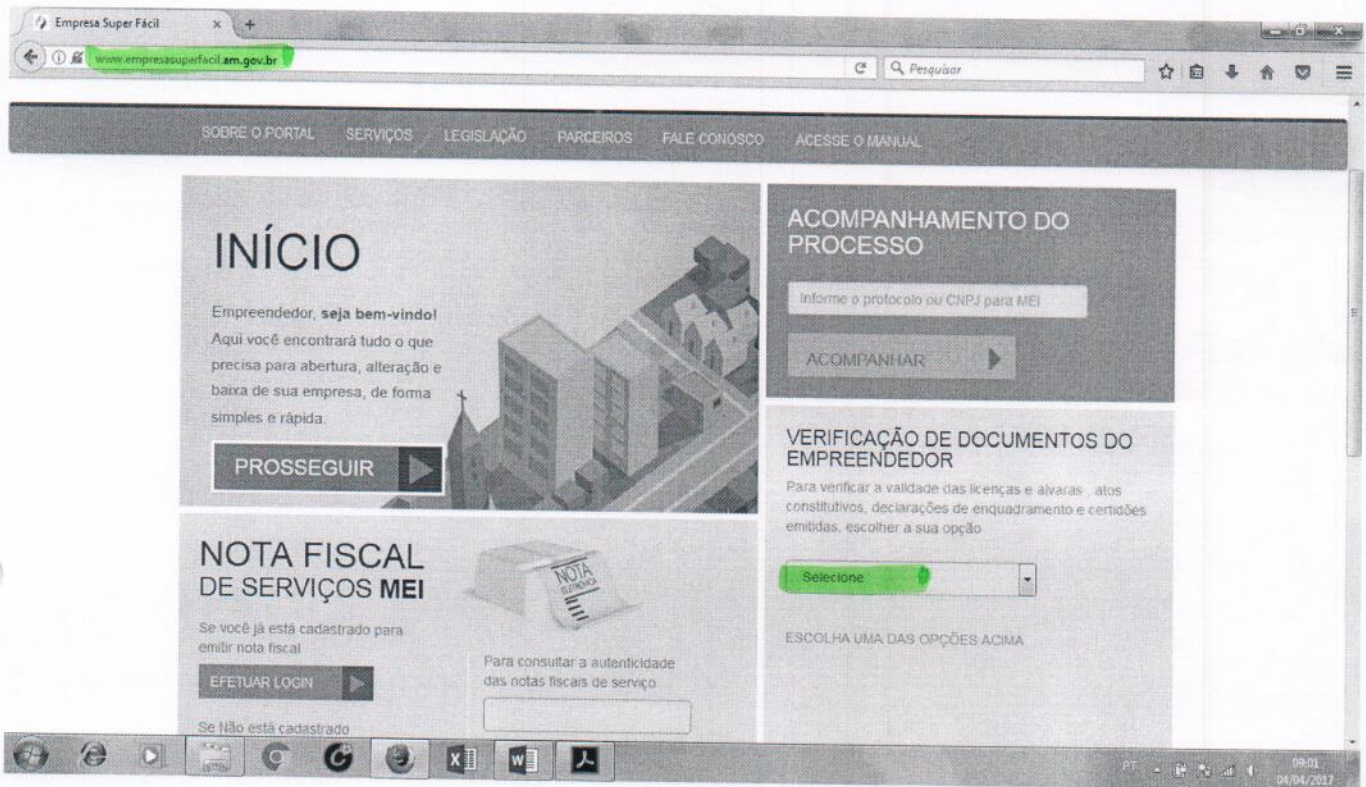 Empresa Super Fácil
www.empresasuperfacil.am.gov.br
Pesquisar
SOBRE O PORTAL SERVIÇOS LEGISLAÇÃO PARCEIROS FALE CONOSCO ACESSE O MANUAL
INÍCIO
Empreendedor, seja bem-vindo!
Aqui você encontrará tudo o que
precisa para abertura, alteração e
baixa de sua empresa, de forma
simples e rápida.
PROSSEGUIR
ACOMPANHAMENTO DO
PROCESSO
Informe o protocolo ou CNPJ para MEI
ACOMPANHAR
VERIFICAÇÃO DE DOCUMENTOS DO
EMPREENDEDOR
Para verificar a validade das licenças e alvaras , atos
constitutivos, declarações de enquadramento e certidões
emitidas, escolher a sua opção
Selecione
ESCOLHA UMA DAS OPÇÕES ACIMA
NOTA FISCAL
DE SERVIÇOS MEI
NOTA
ELETRÔNICA
Se você já está cadastrado para
emitir nota fiscal
EFETUAR LOGIN
Se Não está cadastrado
Para consultar a autenticidade
das notas fiscais de serviço
PT
09:01
04/04/2017